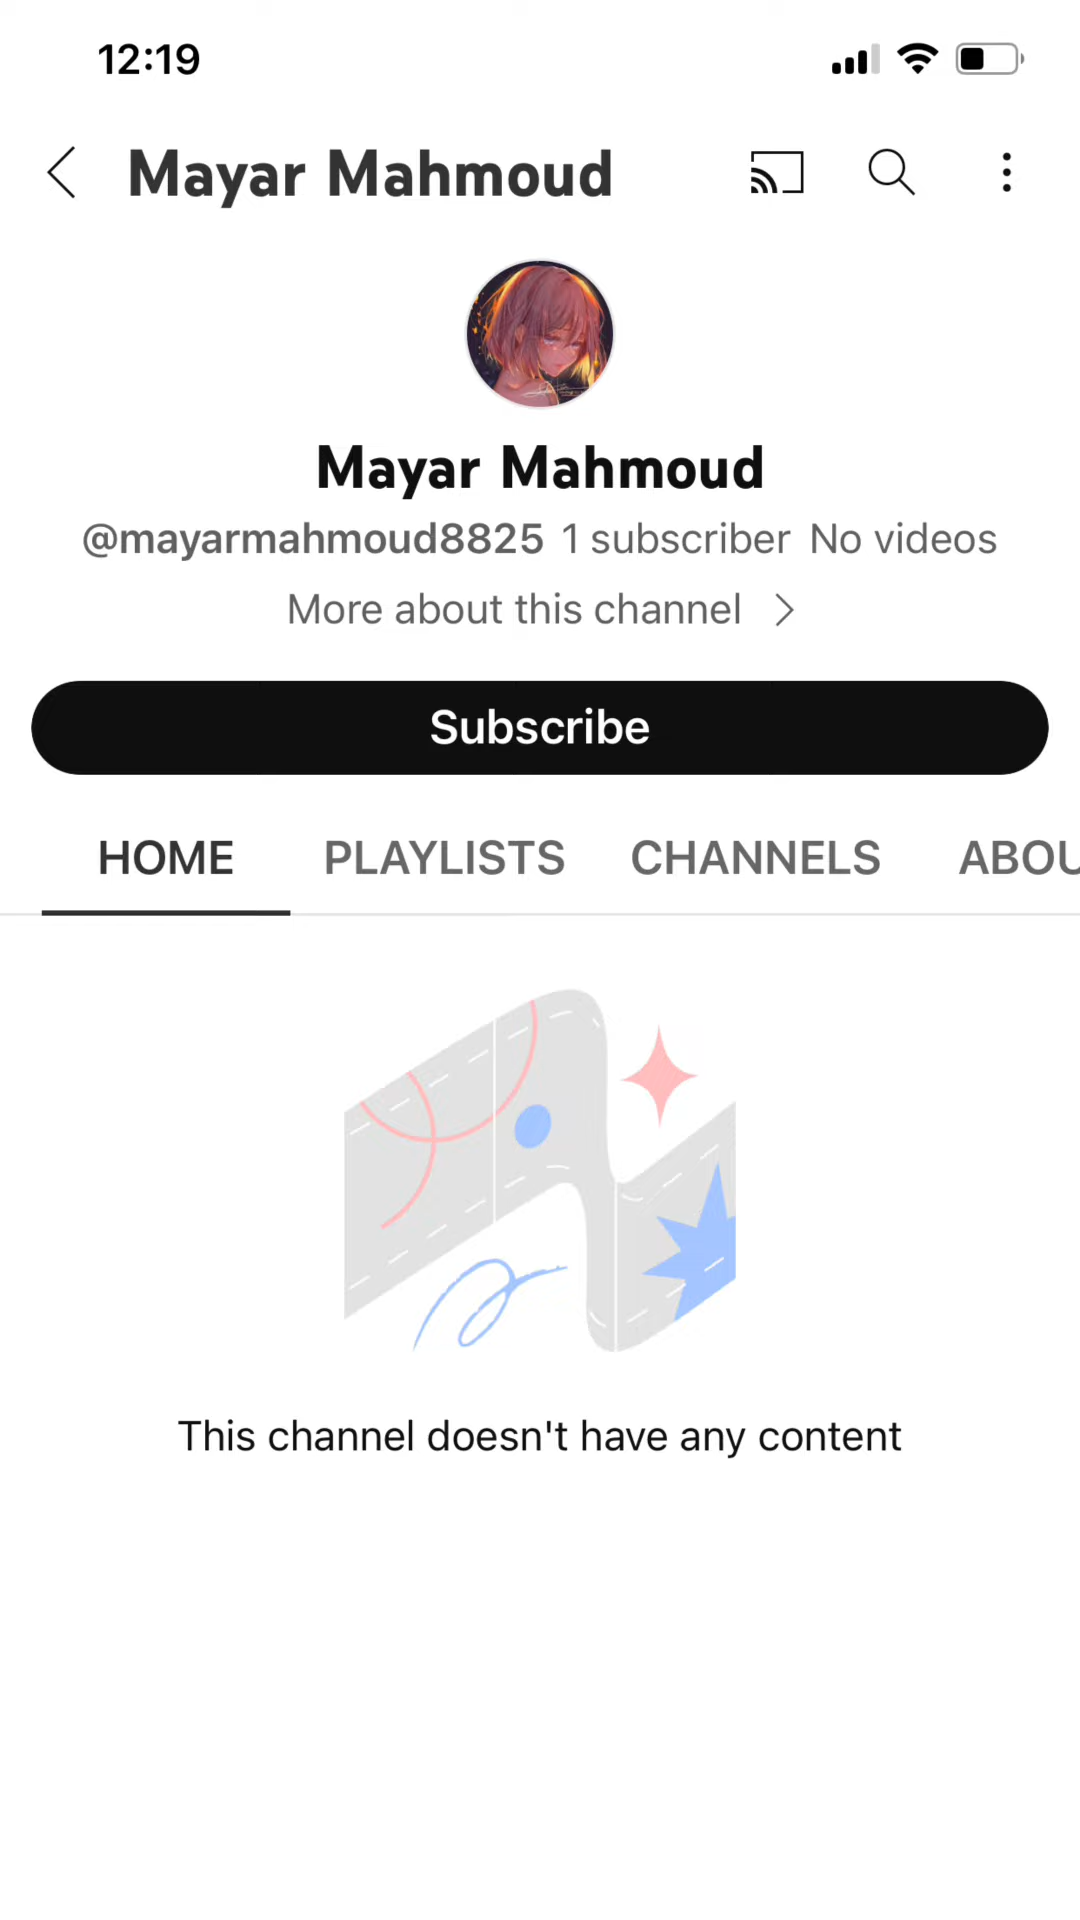 12:19
Mayar Mahmoud
Mayar Mahmoud
@mayarmahmoud8825 1 subscriber No videos
More about this channel
Subscribe
HOME PLAYLISTS CHANNELS ABOU
This channel doesn't have any content